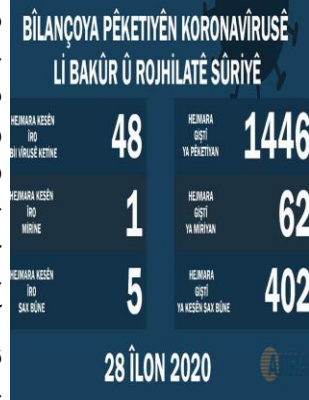 BÎLANÇOYA PÊKETIYÊN KORONAVÎRUSÊ
LI BAKÛR Û ROJHILATÊ SÛRIYÊ
HEJMARA KESÊN
ÎRO
BI VÎRUSÊ KETINE
48
HEJMARA
GIŞTÎ
YA PÊKETIYAN
1446
HEJMARA KESÊN
ÎRO
MIRINE
1
HEJMARA
GIŞTÎ
YA MIRIYAN
62
HEJMARA KESÊN
ÎRO
SAX BÛNE
5
HEJMARA
GIŞTÎ
YA KESÊN SAX BÛNE
402
28 ÎLON 2020